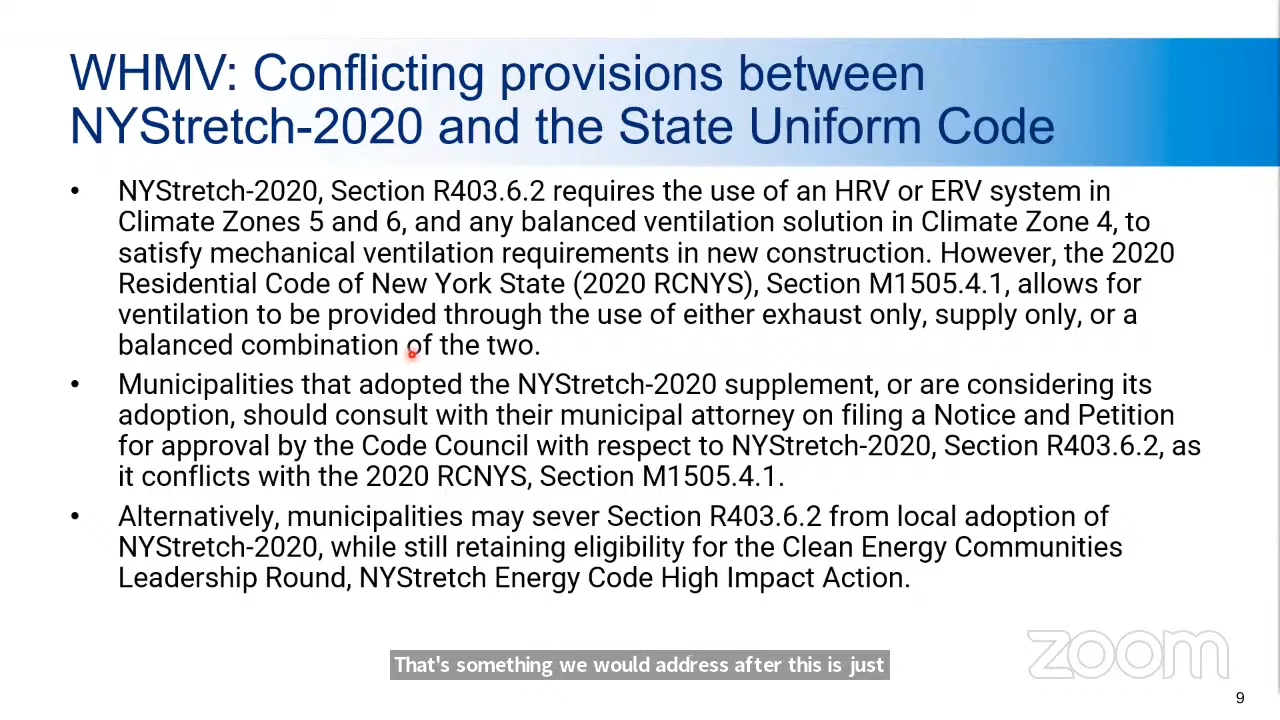 WHMV: Conflicting provisions between
NYStretch-2020 and the State Uniform Code
• NYStretch-2020, Section R403.6.2 requires the use of an HRV or ERV system in
Climate Zones 5 and 6, and any balanced ventilation solution in Climate Zone 4, to
satisfy mechanical ventilation requirements in new construction. However, the 2020
Residential Code of New York State (2020 RCNYS), Section M1505.4.1, allows for
ventilation to be provided through the use of either exhaust only, supply only, or a
balanced combination of the two.
• Municipalities that adopted the NYStretch-2020 supplement, or are considering its
adoption, should consult with their municipal attorney on filing a Notice and Petition
for approval by the Code Council with respect to NYStretch-2020, Section R403.6.2, as
it conflicts with the 2020 RCNYS, Section M1505.4.1.
• Alternatively, municipalities may sever Section R403.6.2 from local adoption of
NYStretch-2020, while still retaining eligibility for the Clean Energy Communities
Leadership Round, NYStretch Energy Code High Impact Action.
That's something we would address after this is just
zoom
9